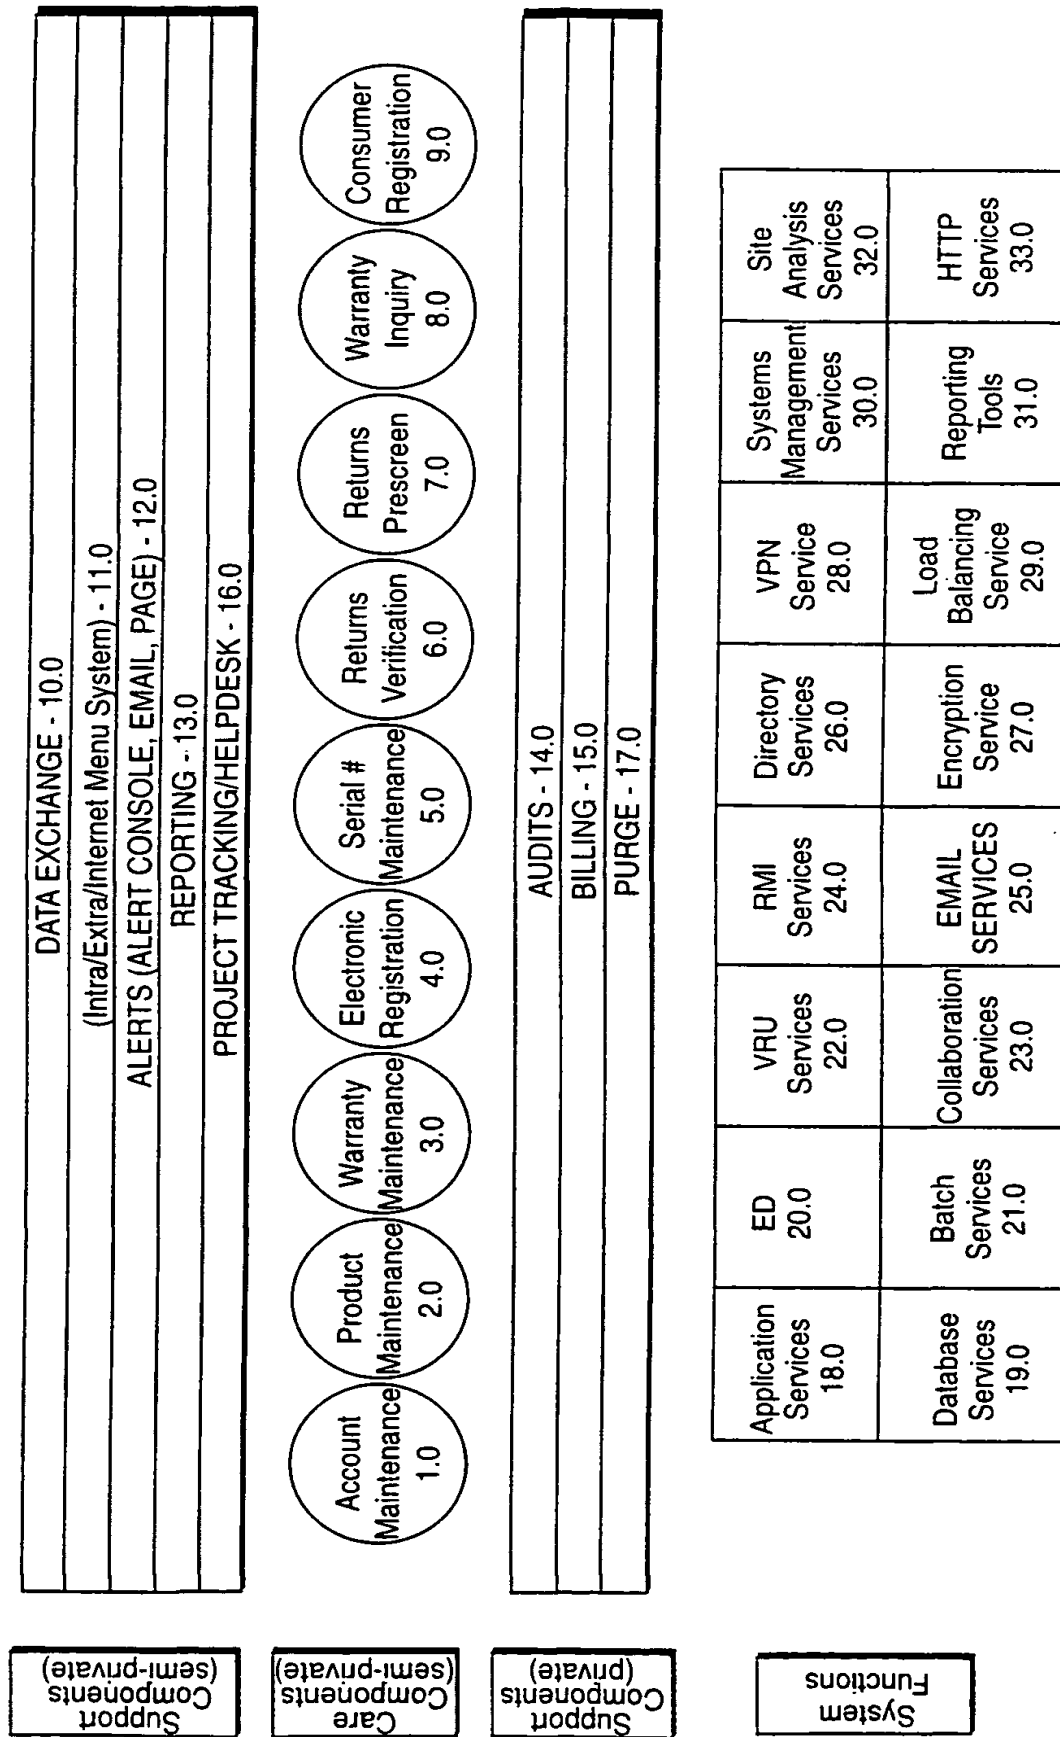 Support
Components
(semi-private)
DATA EXCHANGE - 10.0
(Intra/Extra/Internet Menu System) - 11.0
ALERTS (ALERT CONSOLE, EMAIL, PAGE) - 12.0
REPORTING - 13.0
PROJECT TRACKING/HELPDESK - 16.0
Care
Components
(semi-private)
Account
Maintenance
1.0
Product
Maintenance
2.0
Warranty
Maintenance
3.0
Electronic
Registration
4.0
Serial #
Maintenance
5.0
Returns
Verification
6.0
Returns
Prescreen
7.0
Warranty
Inquiry
8.0
Consumer
Registration
9.0
Support
Components
(private)
AUDITS - 14.0
BILLING - 15.0
PURGE - 17.0
System
Functions
Application
Services
18.0
ED
20.0
VRU
Services
22.0
RMI
Services
24.0
Directory
Services
26.0
VPN
Service
28.0
Systems
Management
Services
30.0
Site
Analysis
Services
32.0
Database
Services
19.0
Batch
Services
21.0
Collaboration
Services
23.0
EMAIL
SERVICES
25.0
Encryption
Service
27.0
Load
Balancing
Service
29.0
Reporting
Tools
31.0
HTTP
Services
33.0